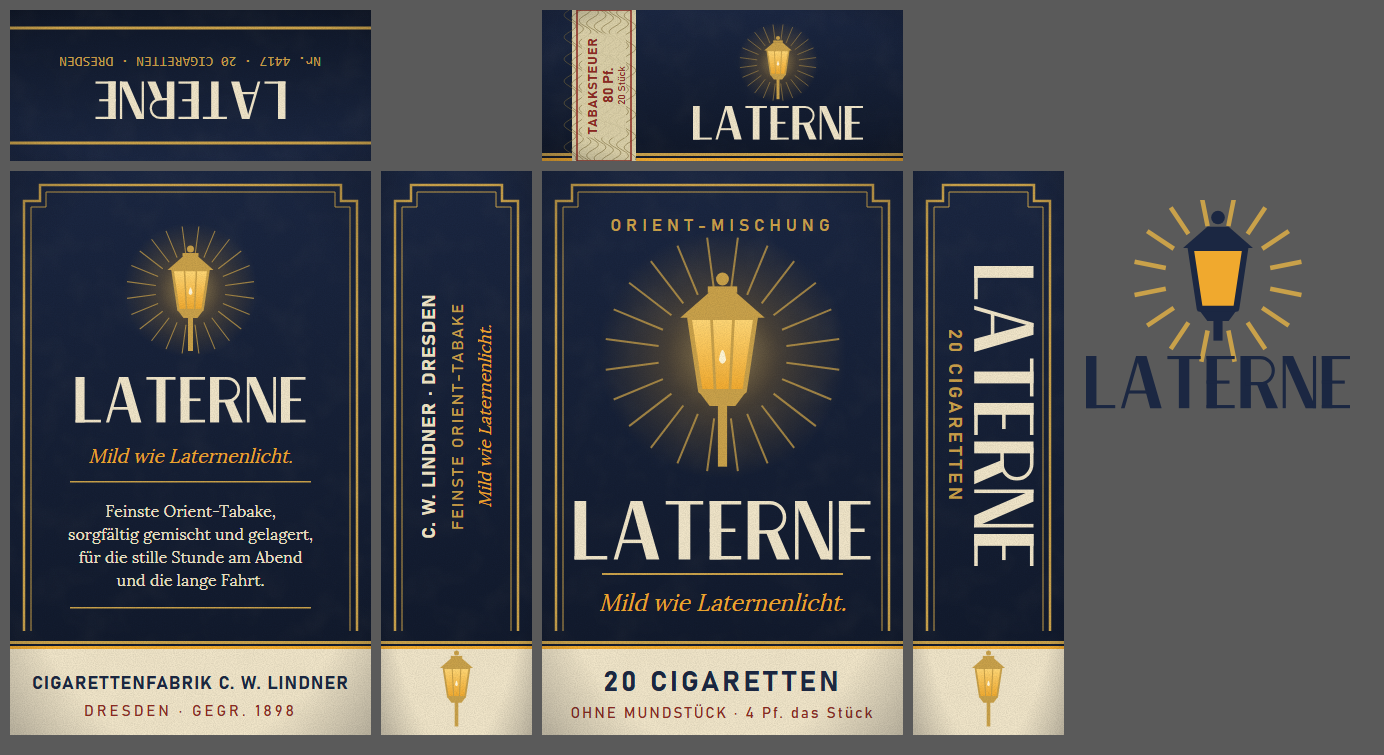 Nr. 4417 · 20 CIGARETTEN · DRESDEN
LATERNE
TABAKSTEUER
80 Pf.
20 Stück
LATERNE
LATERNE
Mild wie Laternenlicht.
Feinste Orient-Tabake,
sorgfältig gemischt und gelagert,
für die stille Stunde am Abend
und die lange Fahrt.
CIGARETTENFABRIK C. W. LINDNER
DRESDEN · GEGR. 1898
C. W. LINDNER · DRESDEN
FEINSTE ORIENT-TABAKE
Mild wie Laternenlicht.
ORIENT-MISCHUNG
LATERNE
Mild wie Laternenlicht.
20 CIGARETTEN
OHNE MUNDSTÜCK · 4 Pf. das Stück
LATERNE
20 CIGARETTEN
LATERNE